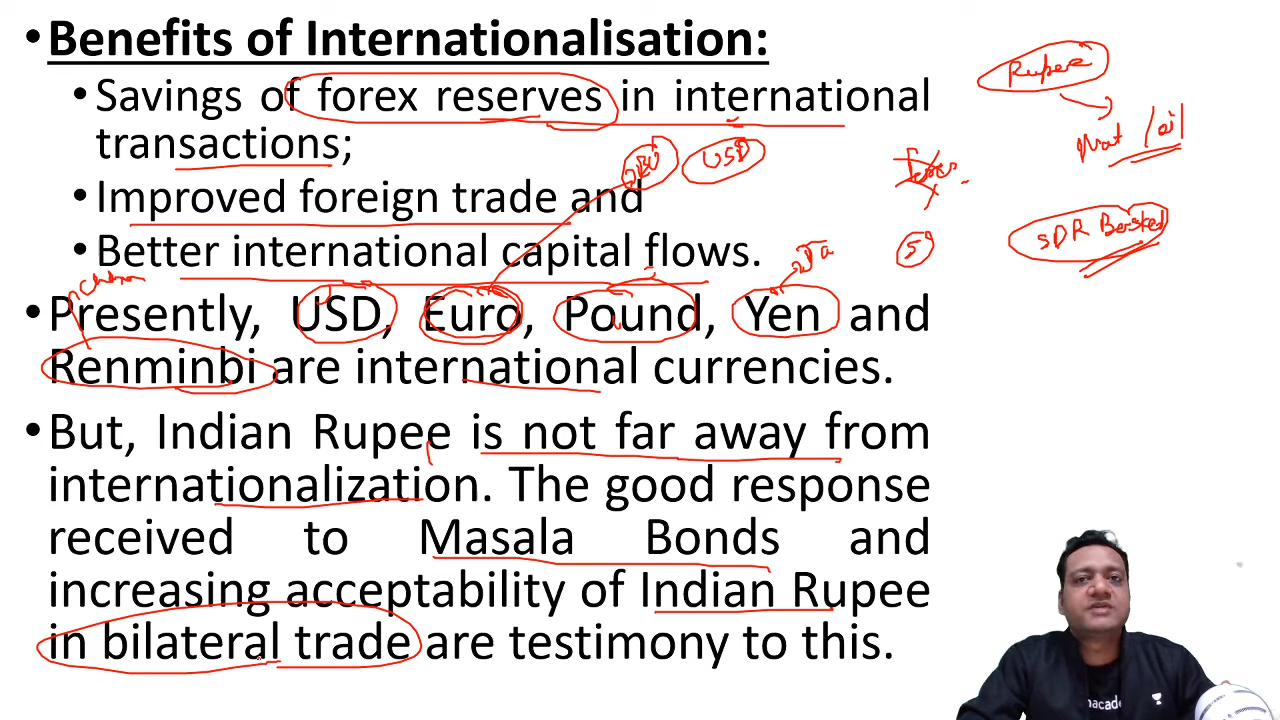 •Benefits of Internationalisation:
•Savings of forex reserves in international
transactions;
•Improved foreign trade and
•Better international capital flows.
•Presently, USD, Euro, Pound, Yen and
Renminbi are international currencies.
•But, Indian Rupee is not far away from
internationalization. The good response
received to Masala Bonds and
increasing acceptability of Indian Rupee
in bilateral trade are testimony to this.
Rupee
/oil
USD
SDR
5